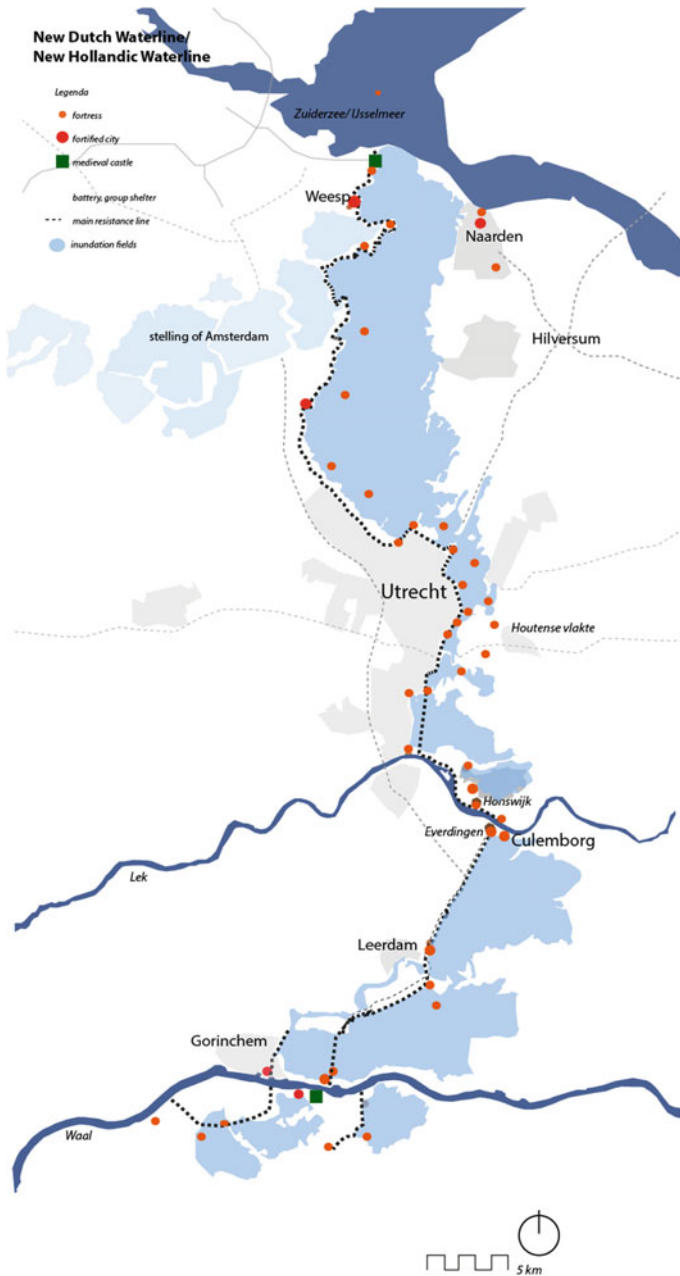 New Dutch Waterline/
New Hollandic Waterline
Legenda
fortress
fortified city
medieval castle
battery, group shelter
main resistance line
inundation fields
Zuiderzee/ IJsselmeer
Weesp
Naarden
Hilversum
stelling of Amsterdam
Utrecht
Houtense vlakte
Honswijk
Everdingen
Culemborg
Lek
Leerdam
Gorinchem
Waal
5 km